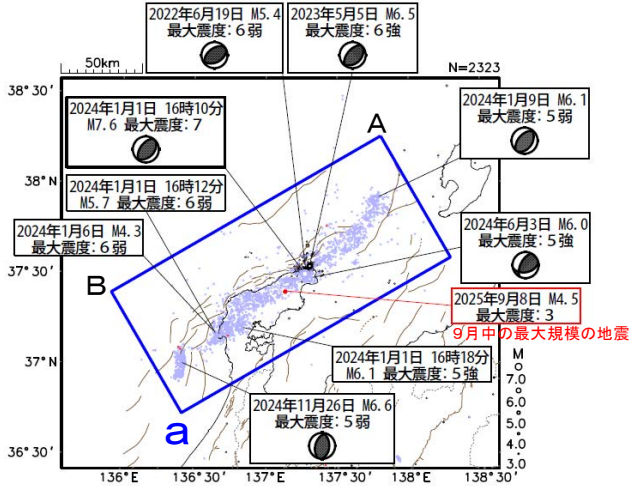 2022年6月19日 M5.4
最大震度：6弱
2023年5月5日 M6.5
最大震度：6強
50km
N=2323
38°30′
2024年1月1日 16時10分
M7.6 最大震度：7
A
2024年1月9日 M6.1
最大震度：5弱
38°N
2024年1月1日 16時12分
M5.7 最大震度：6弱
2024年1月6日 M4.3
最大震度：6弱
2024年6月3日 M6.0
最大震度：5強
37°30′
B
2025年9月8日 M4.5
最大震度：3
9月中の最大規模の地震
37°N
2024年1月1日 16時18分
M6.1 最大震度：5強
M
7.0
6.0
5.0
4.0
3.0
2024年11月26日 M6.6
最大震度：5弱
a
36°30′
136°E
136°30′
137°E
137°30′
138°E
138°30′